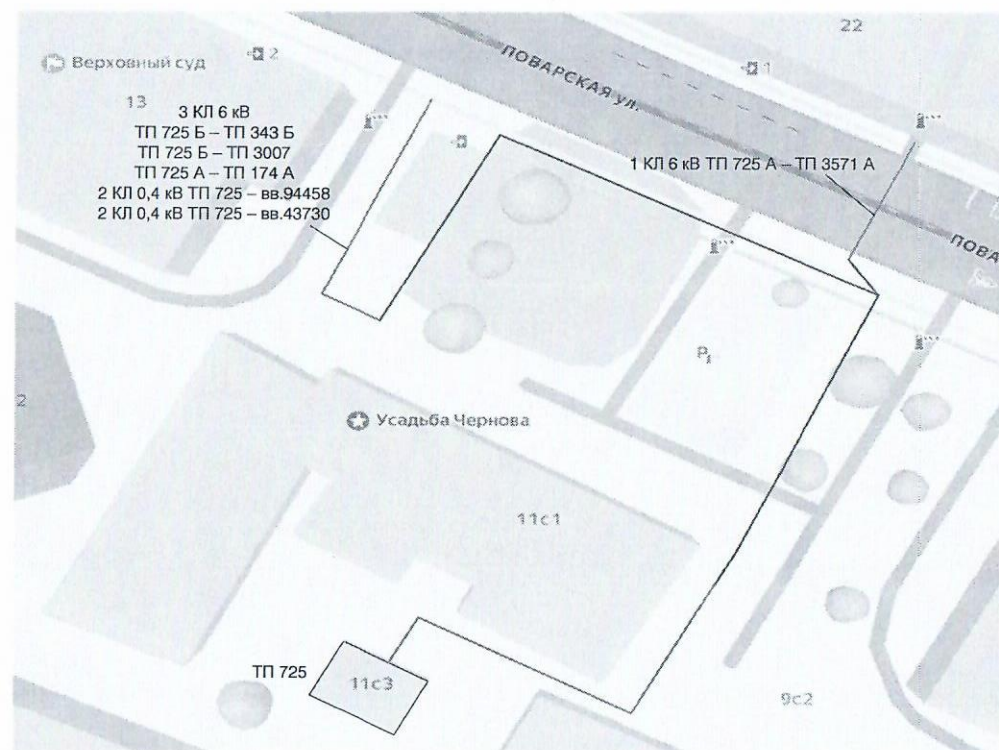 22
Верховный суд
2
1
ПОВАРСКАЯ ул.
13
3 КЛ 6 кВ
ТП 725 Б – ТП 343 Б
ТП 725 Б – ТП 3007
ТП 725 А – ТП 174 А
2 КЛ 0,4 кВ ТП 725 – вв.94458
2 КЛ 0,4 кВ ТП 725 – вв.43730
1 КЛ 6 кВ ТП 725 А – ТП 3571 А
ПОВА
2
Усадьба Чернова
11с1
ТП 725
11с3
9с2